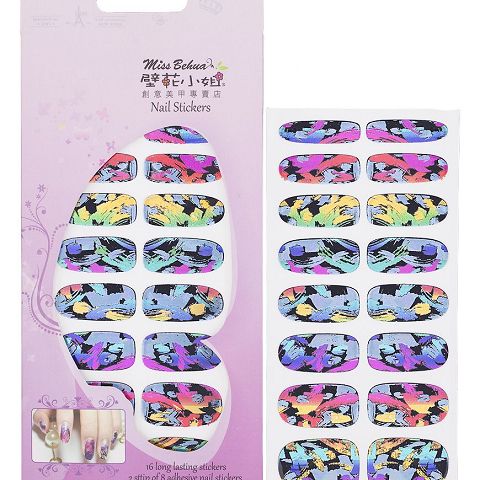 Miss Behua
壁花小姐
創意美甲專賣店
Nail Stickers
16 long lasting stickers
2 sttip of 8 adhesive nail stickers